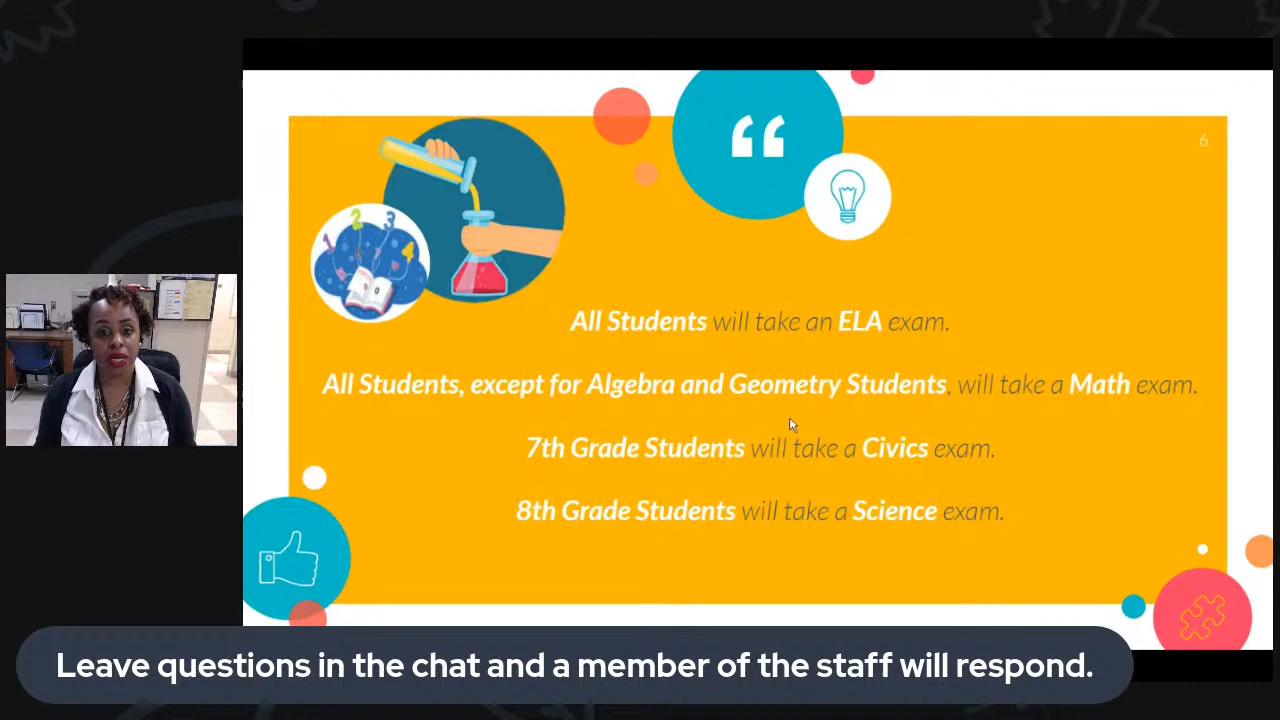 6
All Students will take an ELA exam.
All Students, except for Algebra and Geometry Students, will take a Math exam.
7th Grade Students will take a Civics exam.
8th Grade Students will take a Science exam.
Leave questions in the chat and a member of the staff will respond.